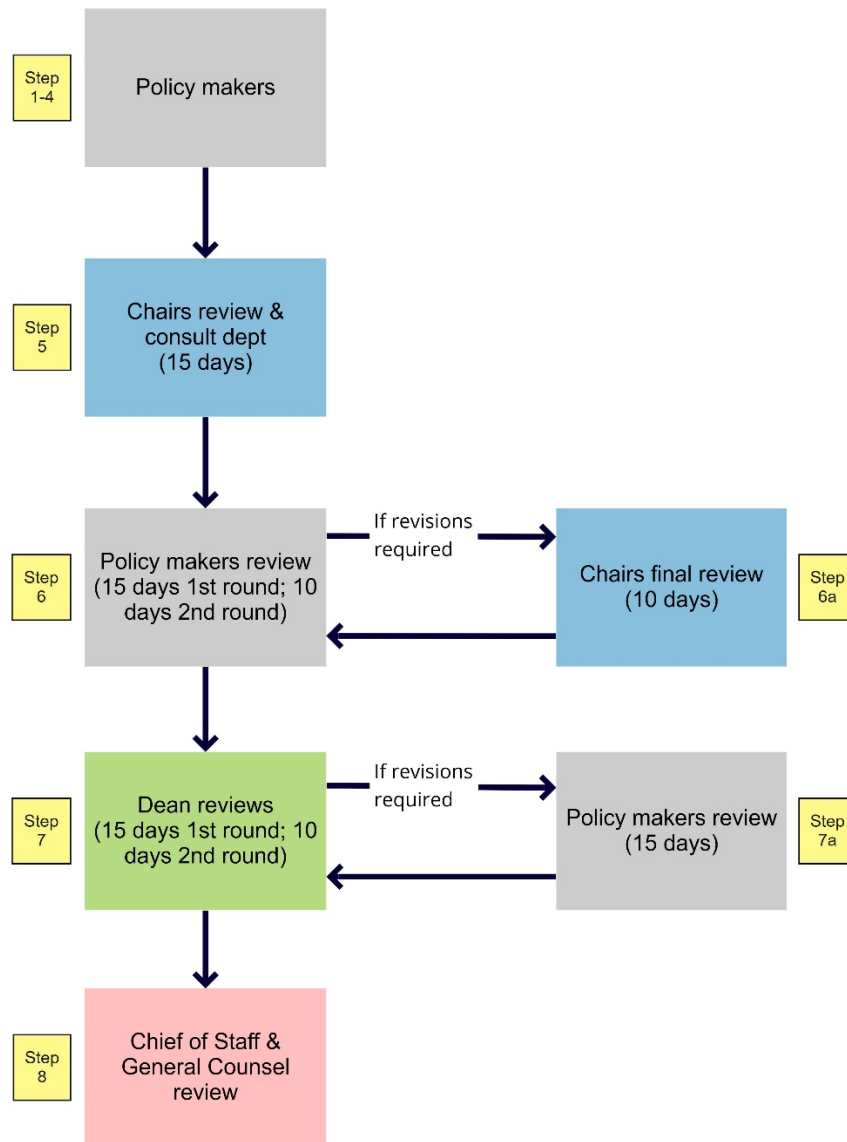 Step
1-4
Policy makers
Step
5
Chairs review &
consult dept
(15 days)
Step
6
Policy makers review
(15 days 1st round; 10
days 2nd round)
If revisions
required
Chairs final review
(10 days)
Step
6a
Step
7
Dean reviews
(15 days 1st round; 10
days 2nd round)
If revisions
required
Policy makers review
(15 days)
Step
7a
Step
8
Chief of Staff &
General Counsel
review